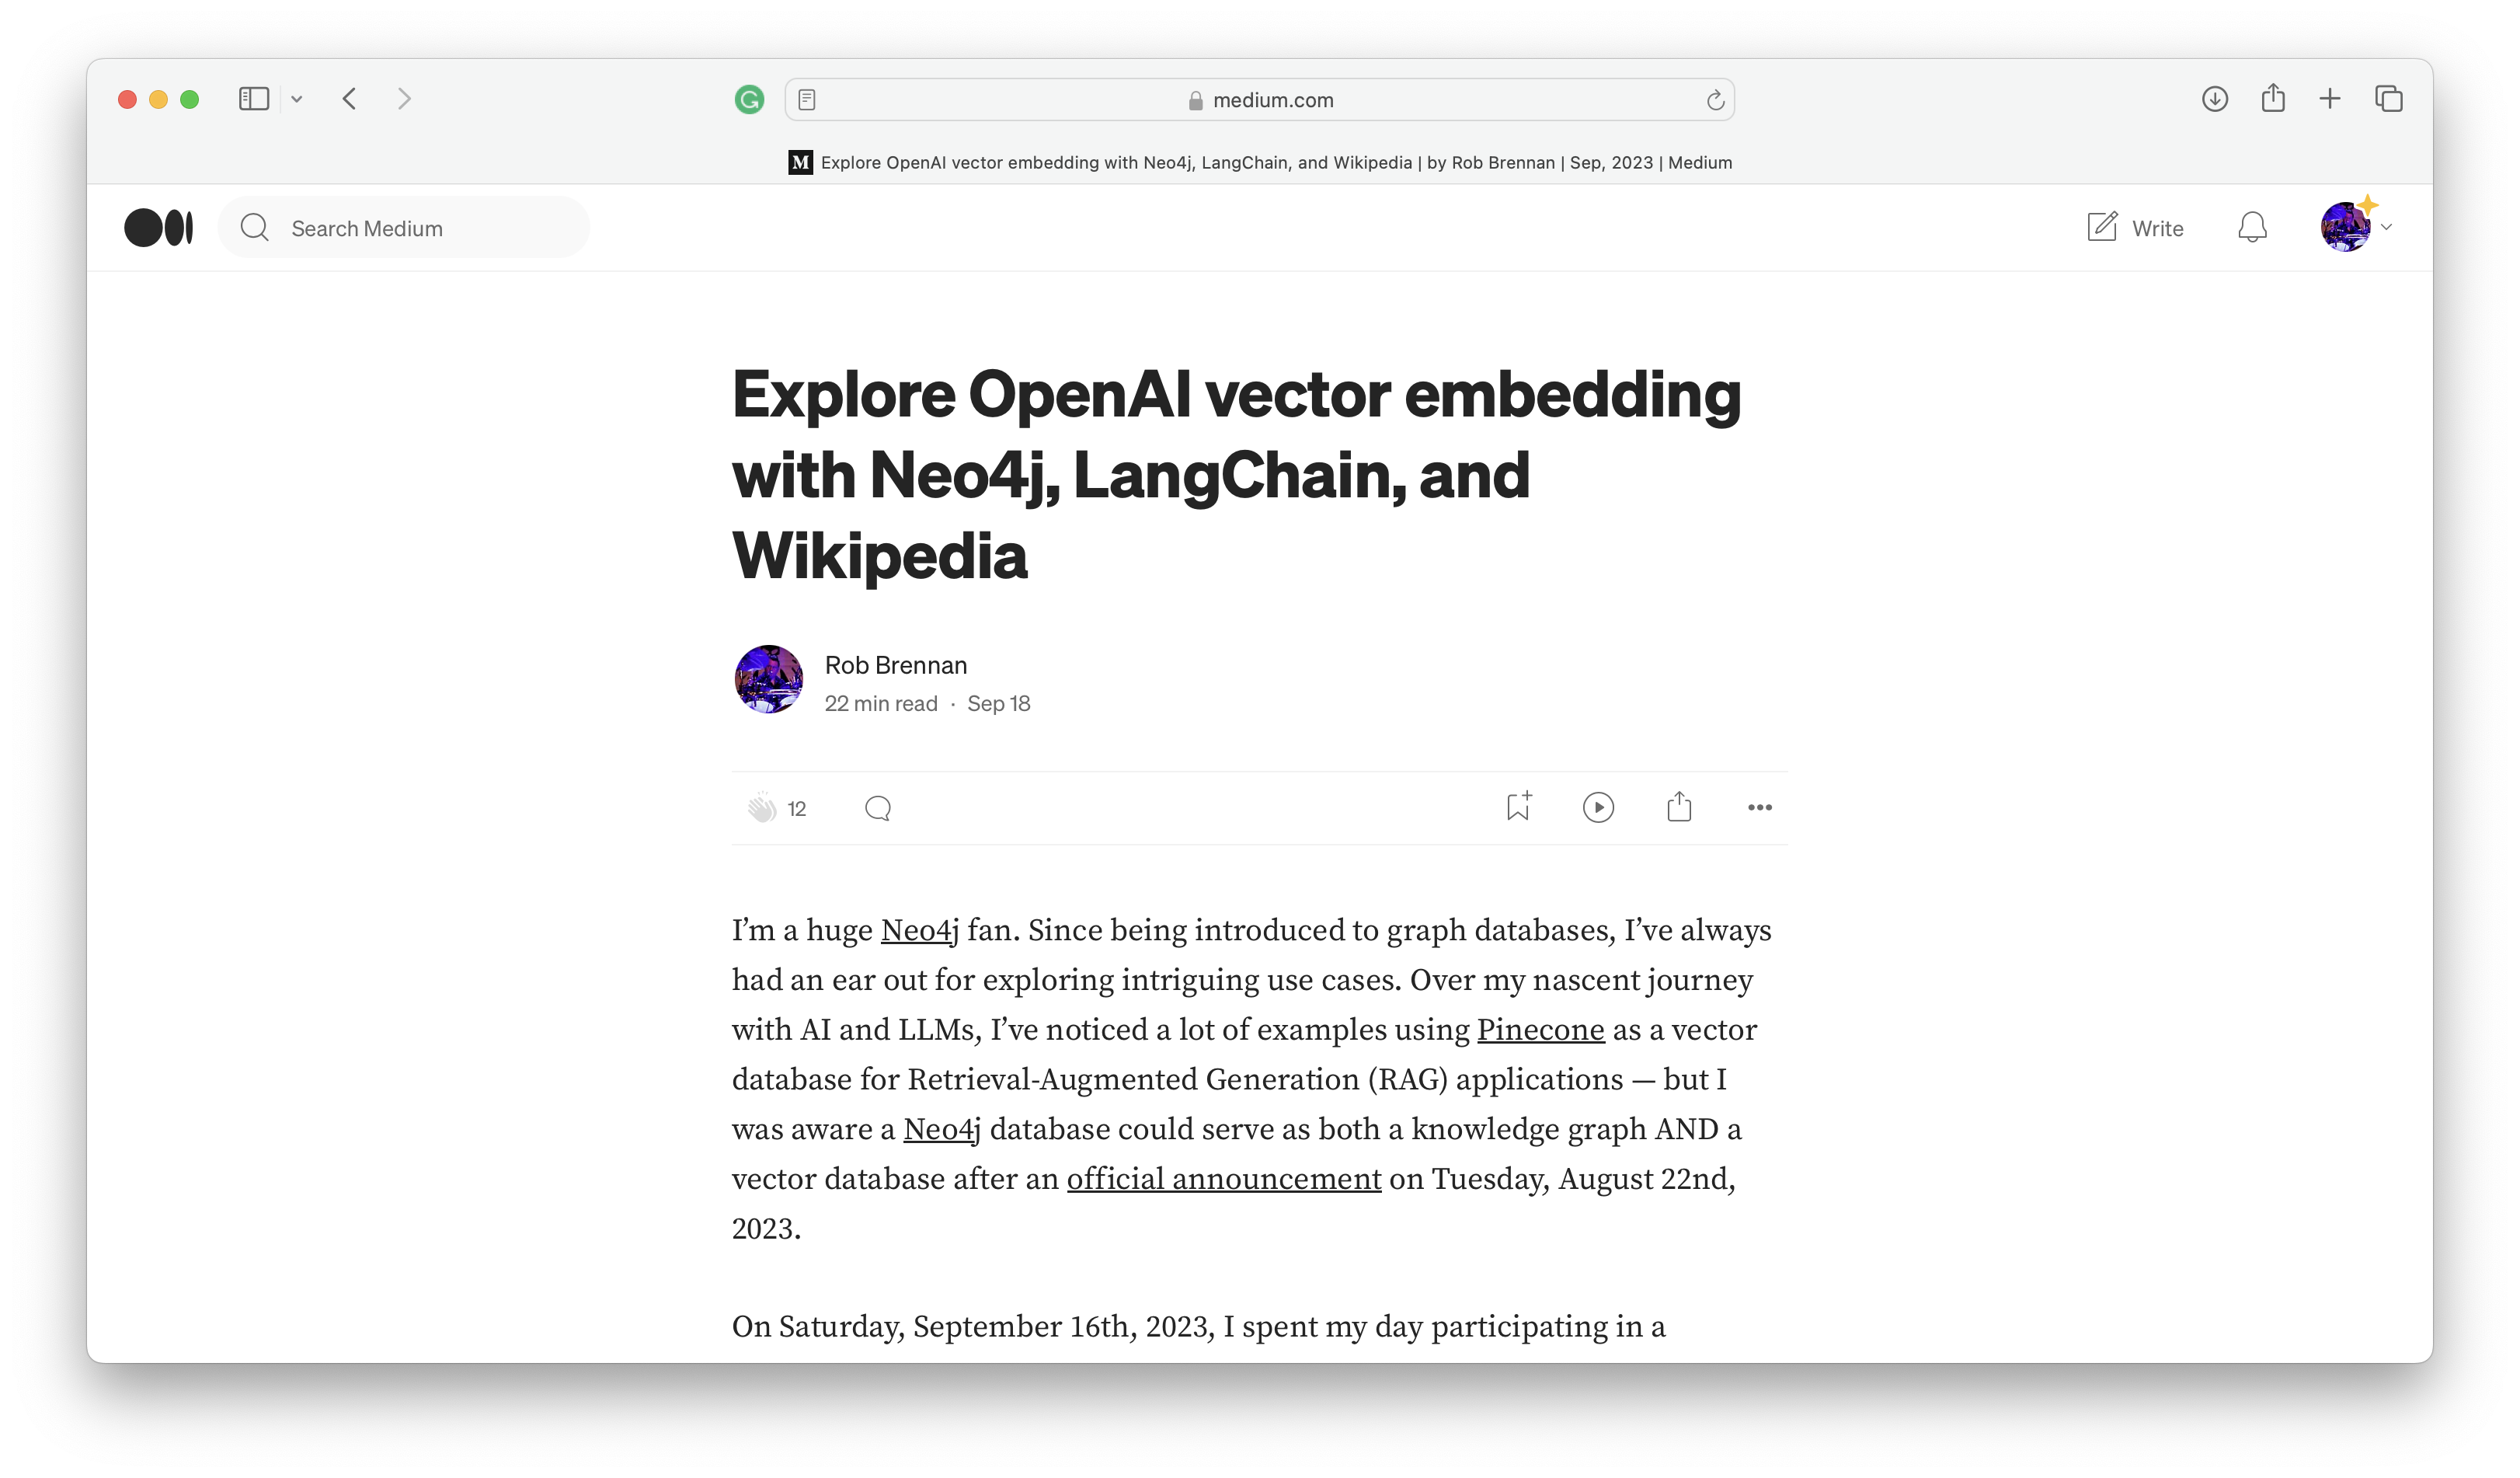 medium.com
M Explore OpenAI vector embedding with Neo4j, LangChain, and Wikipedia | by Rob Brennan | Sep, 2023 | Medium
Search Medium
Write
Explore OpenAI vector embedding
with Neo4j, LangChain, and
Wikipedia
Rob Brennan
22 min read · Sep 18
12
I’m a huge Neo4j fan. Since being introduced to graph databases, I’ve always
had an ear out for exploring intriguing use cases. Over my nascent journey
with AI and LLMs, I’ve noticed a lot of examples using Pinecone as a vector
database for Retrieval-Augmented Generation (RAG) applications — but I
was aware a Neo4j database could serve as both a knowledge graph AND a
vector database after an official announcement on Tuesday, August 22nd,
2023.
On Saturday, September 16th, 2023, I spent my day participating in a